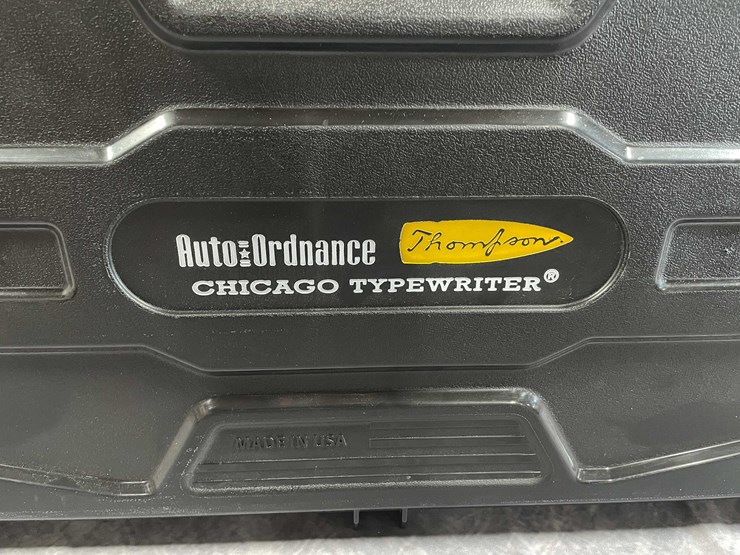 Auto-Ordnance Thompson.
CHICAGO TYPEWRITER®
MADE IN USA